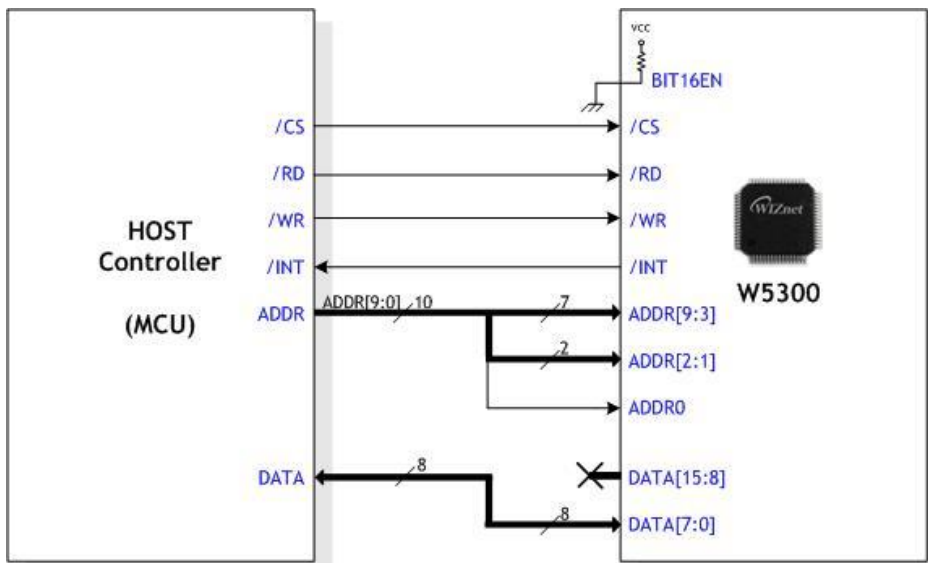 vcc
BIT16EN
/CS
/CS
/RD
/RD
/WR
/WR
/INT
/INT
HOST
Controller
(MCU)
WIZnet
W5300
ADDR
ADDR[9:0]
10
7
ADDR[9:3]
2
ADDR[2:1]
ADDR0
DATA
8
DATA[15:8]
8
DATA[7:0]